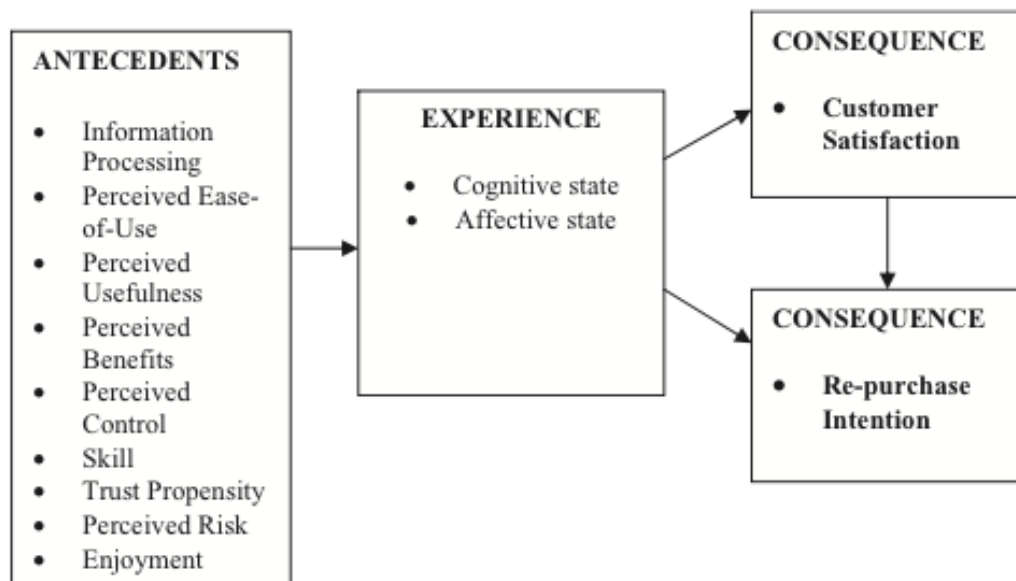 ANTECEDENTS
• Information
Processing
• Perceived Ease-
of-Use
• Perceived
Usefulness
• Perceived
Benefits
• Perceived
Control
• Skill
• Trust Propensity
• Perceived Risk
• Enjoyment
EXPERIENCE
• Cognitive state
• Affective state
CONSEQUENCE
• Customer
Satisfaction
CONSEQUENCE
• Re-purchase
Intention